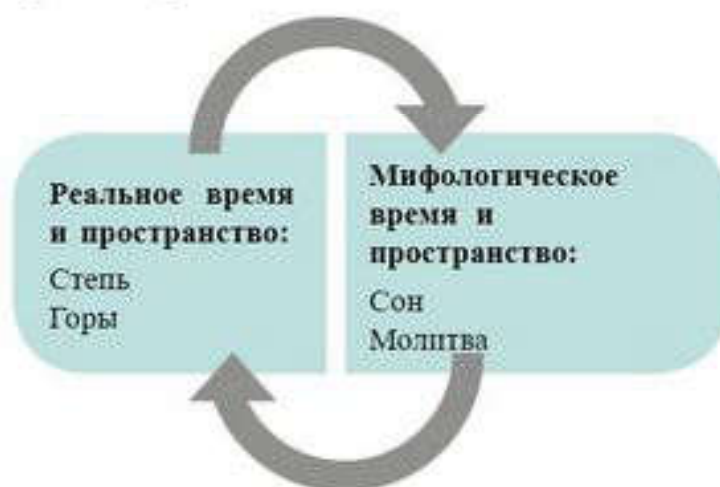 Реальное время
и пространство:
Степь
Горы
Мифологическое
время и
пространство:
Сон
Молитва